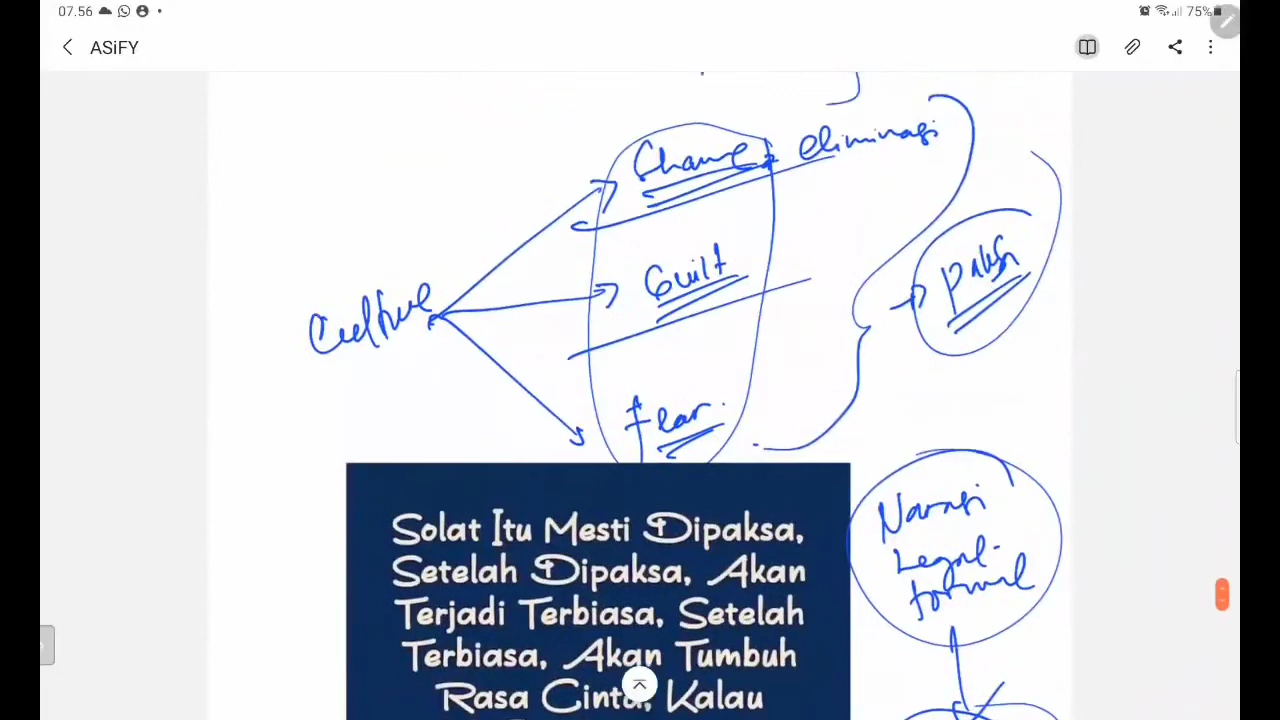 07.56
75%
ASiFY
Shame eliminasi
Guilt
paksa
Culture
fear.
Solat Itu Mesti Dipaksa,
Setelah Dipaksa, Akan
Terjadi Terbiasa, Setelah
Terbiasa, Akan Tumbuh
Rasa Cinta, Kalau
Narasi
Legal-
formal